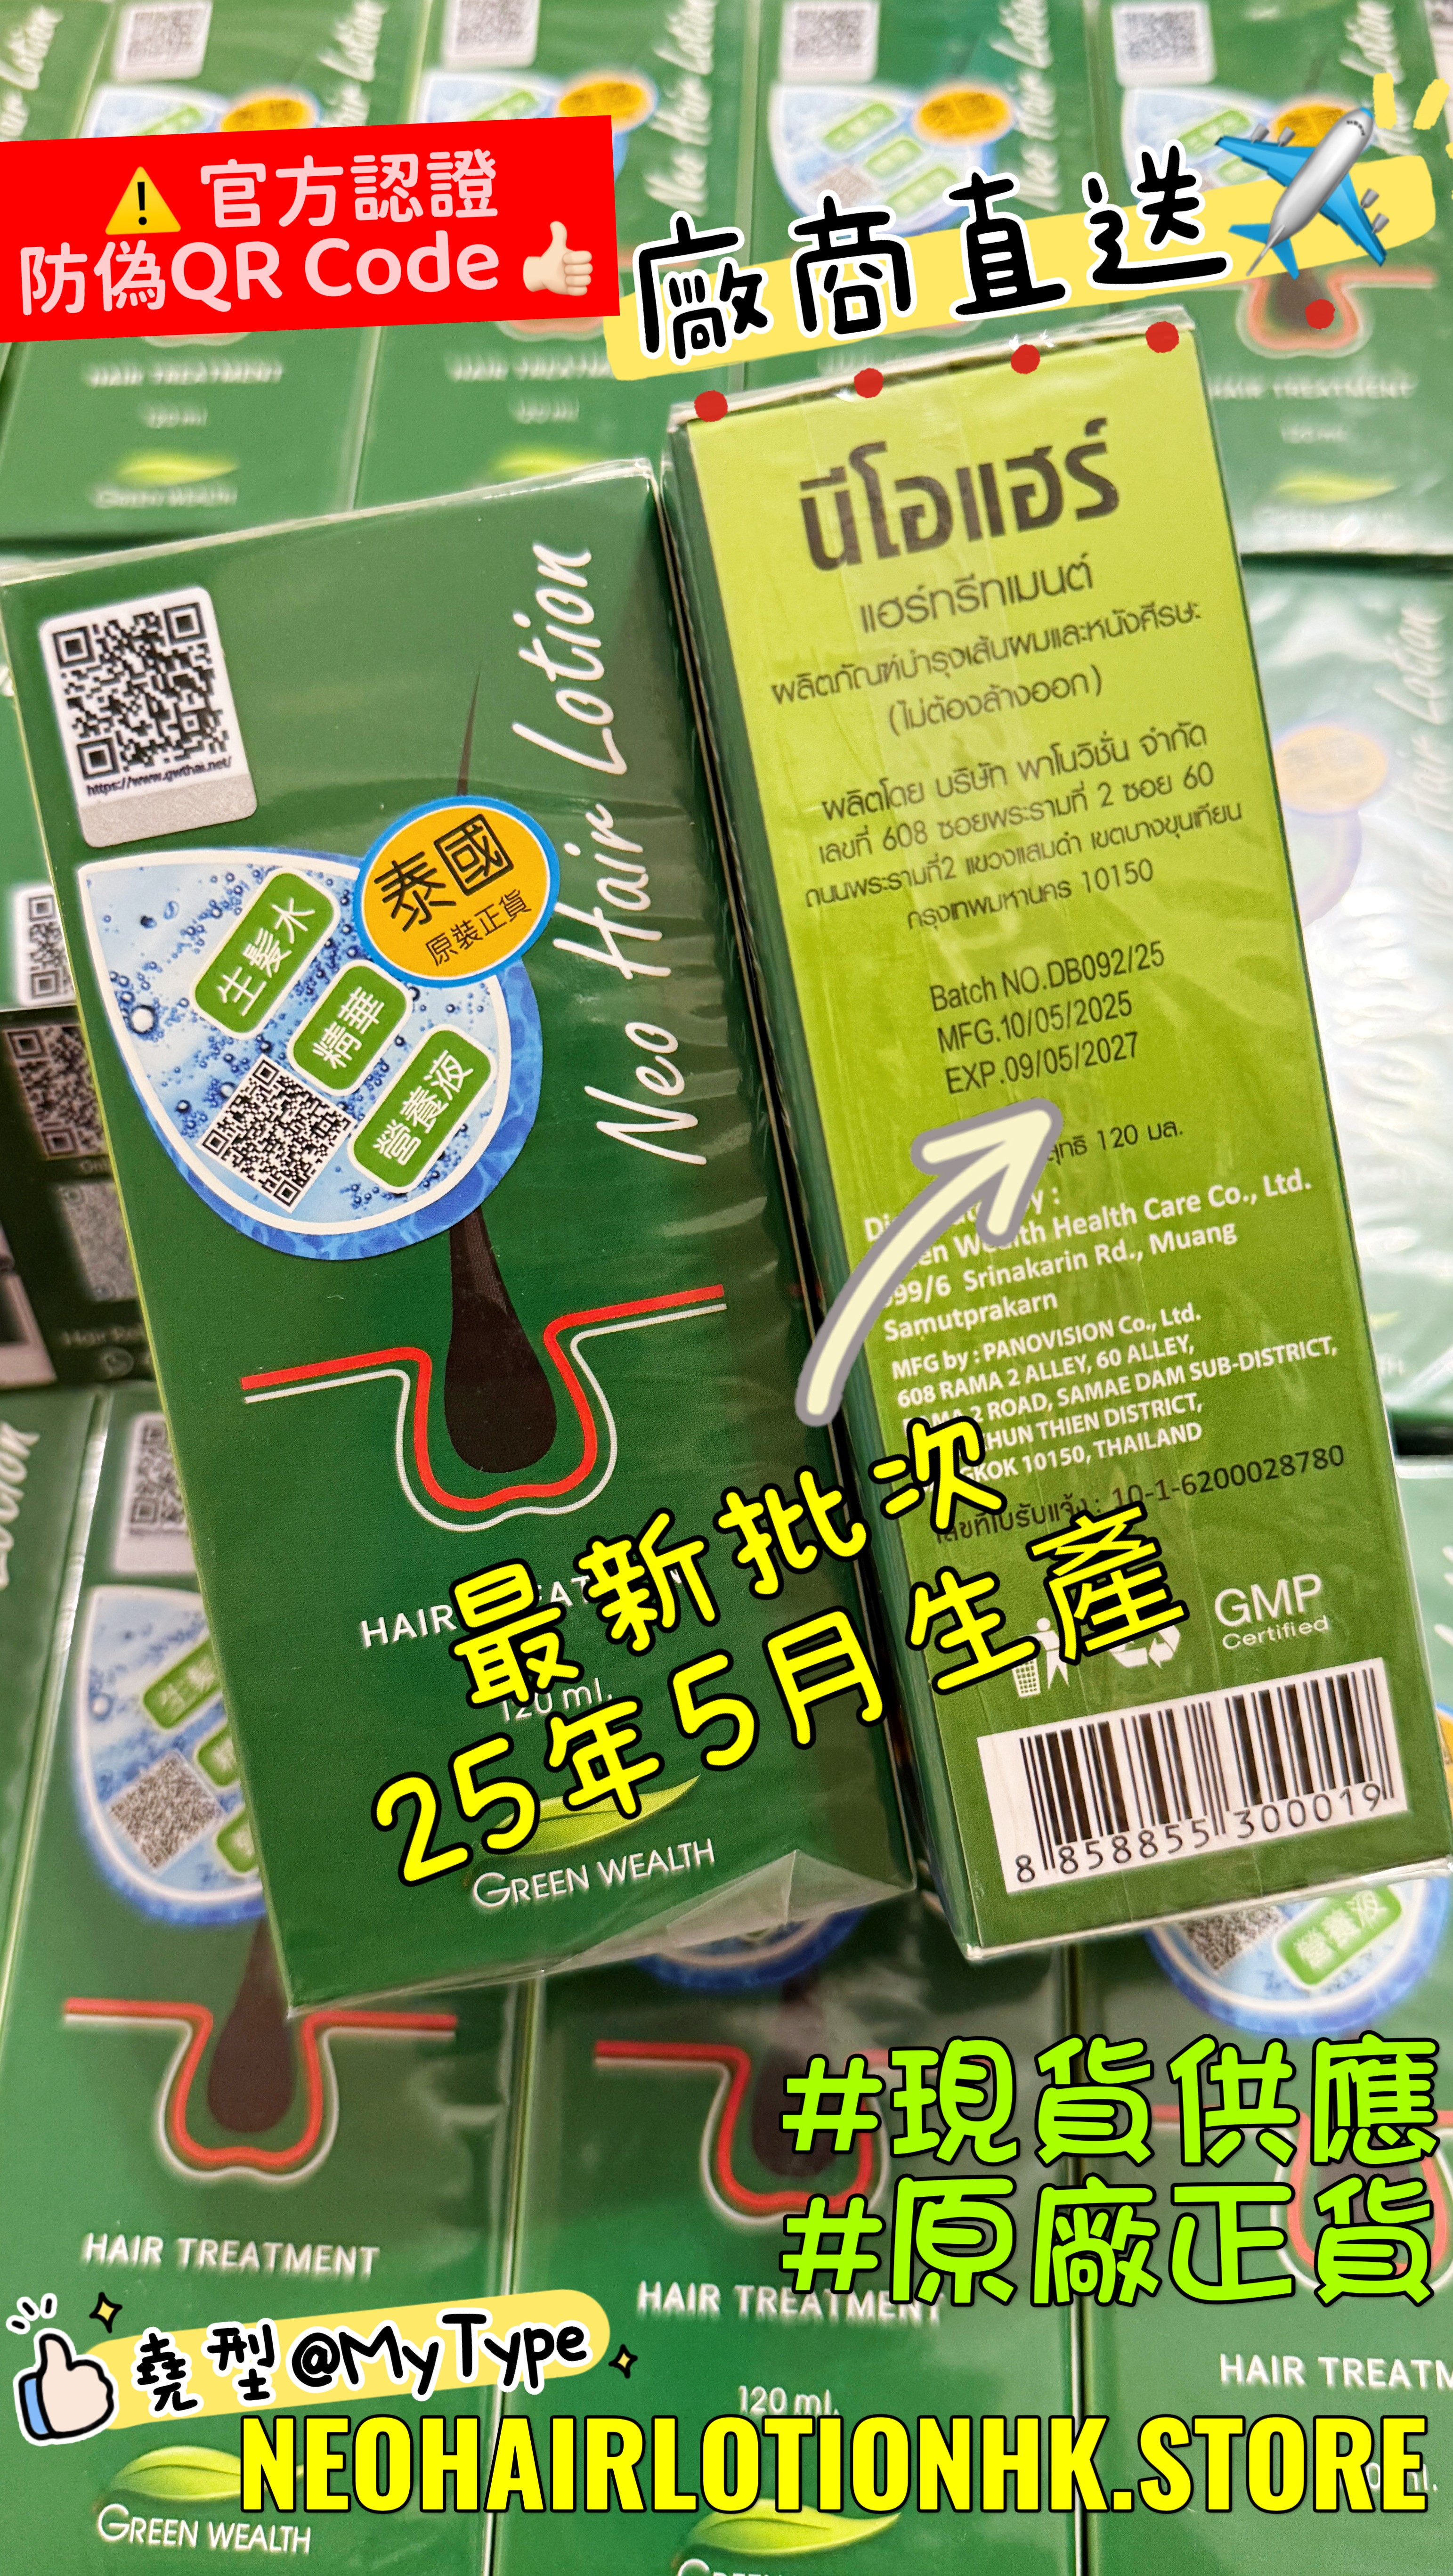 ⚠️ 官方認證
防偽QR Code 👍🏻
廠商直送
https://www.gwthai.net/
Neo Hair Lotion
泰國
原裝正貨
生髮水
精華
營養液
120 ml.
GREEN WEALTH
นีโอแฮร์
แฮร์ทรีทเมนต์
ผลิตภัณฑ์บำรุงเส้นผมและหนังศีรษะ
(ไม่ต้องล้างออก)
ผลิตโดย บริษัท พาโนวิชั่น จำกัด
เลขที่ 608 ซอยพระรามที่ 2 ซอย 60
ถนนพระรามที่2 แขวงแสมดำ เขตบางขุนเทียน
กรุงเทพมหานคร 10150
Batch NO.DB092/25
MFG.10/05/2025
EXP.09/05/2027
120 มล.
Health Care Co., Ltd.
Srinakarin Rd., Muang
Samutprakarn
MFG by : PANOVISION Co., Ltd.
608 RAMA 2 ALLEY, 60 ALLEY,
2 ROAD, SAMAE DAM SUB-DISTRICT,
THIEN DISTRICT,
10150, THAILAND
เลขที่ใบรับแจ้ง : 10-1-6200028780
GMP
Certified
8 858855 300019
最新批次
25年5月生產
#現貨供應
#原廠正貨
HAIR TREATMENT
HAIR TREATMENT
120 ml.
堯型@MyType
NEOHAIRLOTIONHK.STORE
GREEN WEALTH